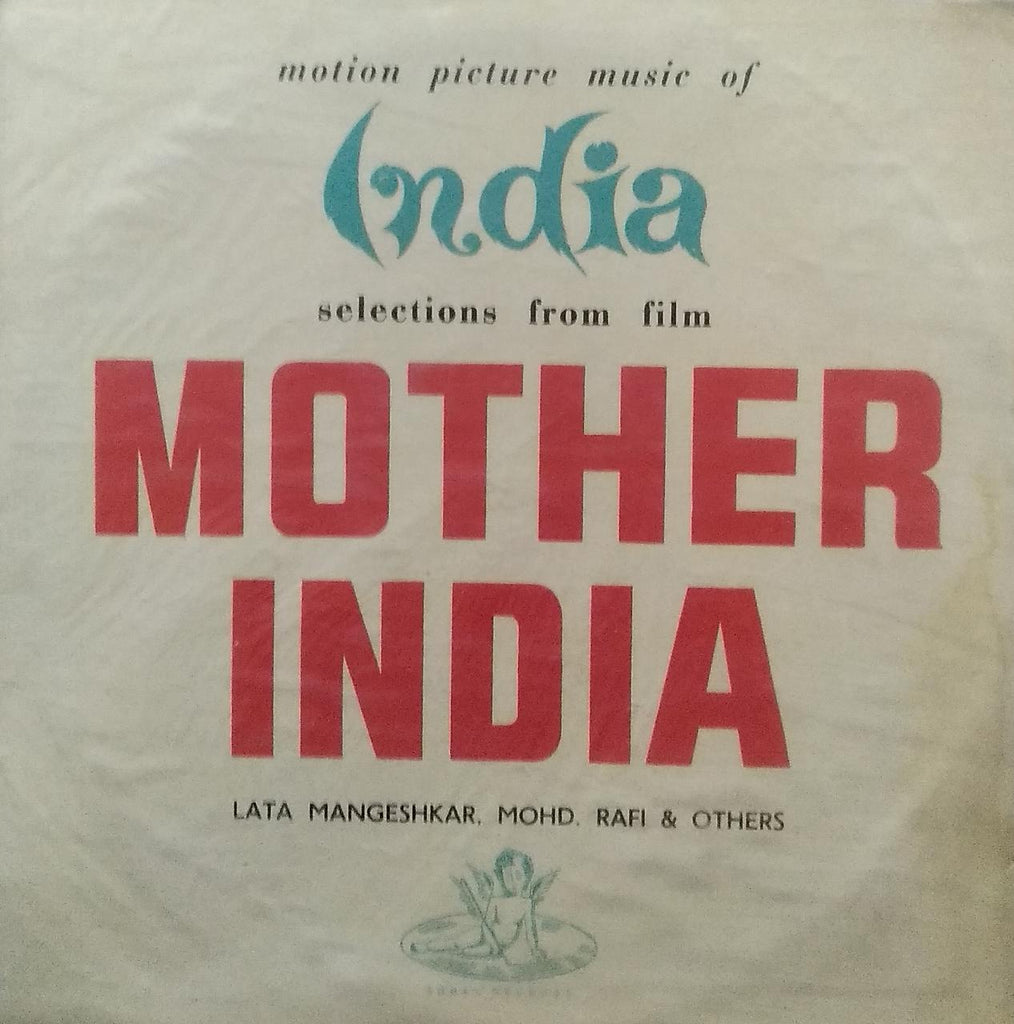 motion picture music of
India
selections from film
MOTHER
INDIA
LATA MANGESHKAR, MOHD. RAFI & OTHERS